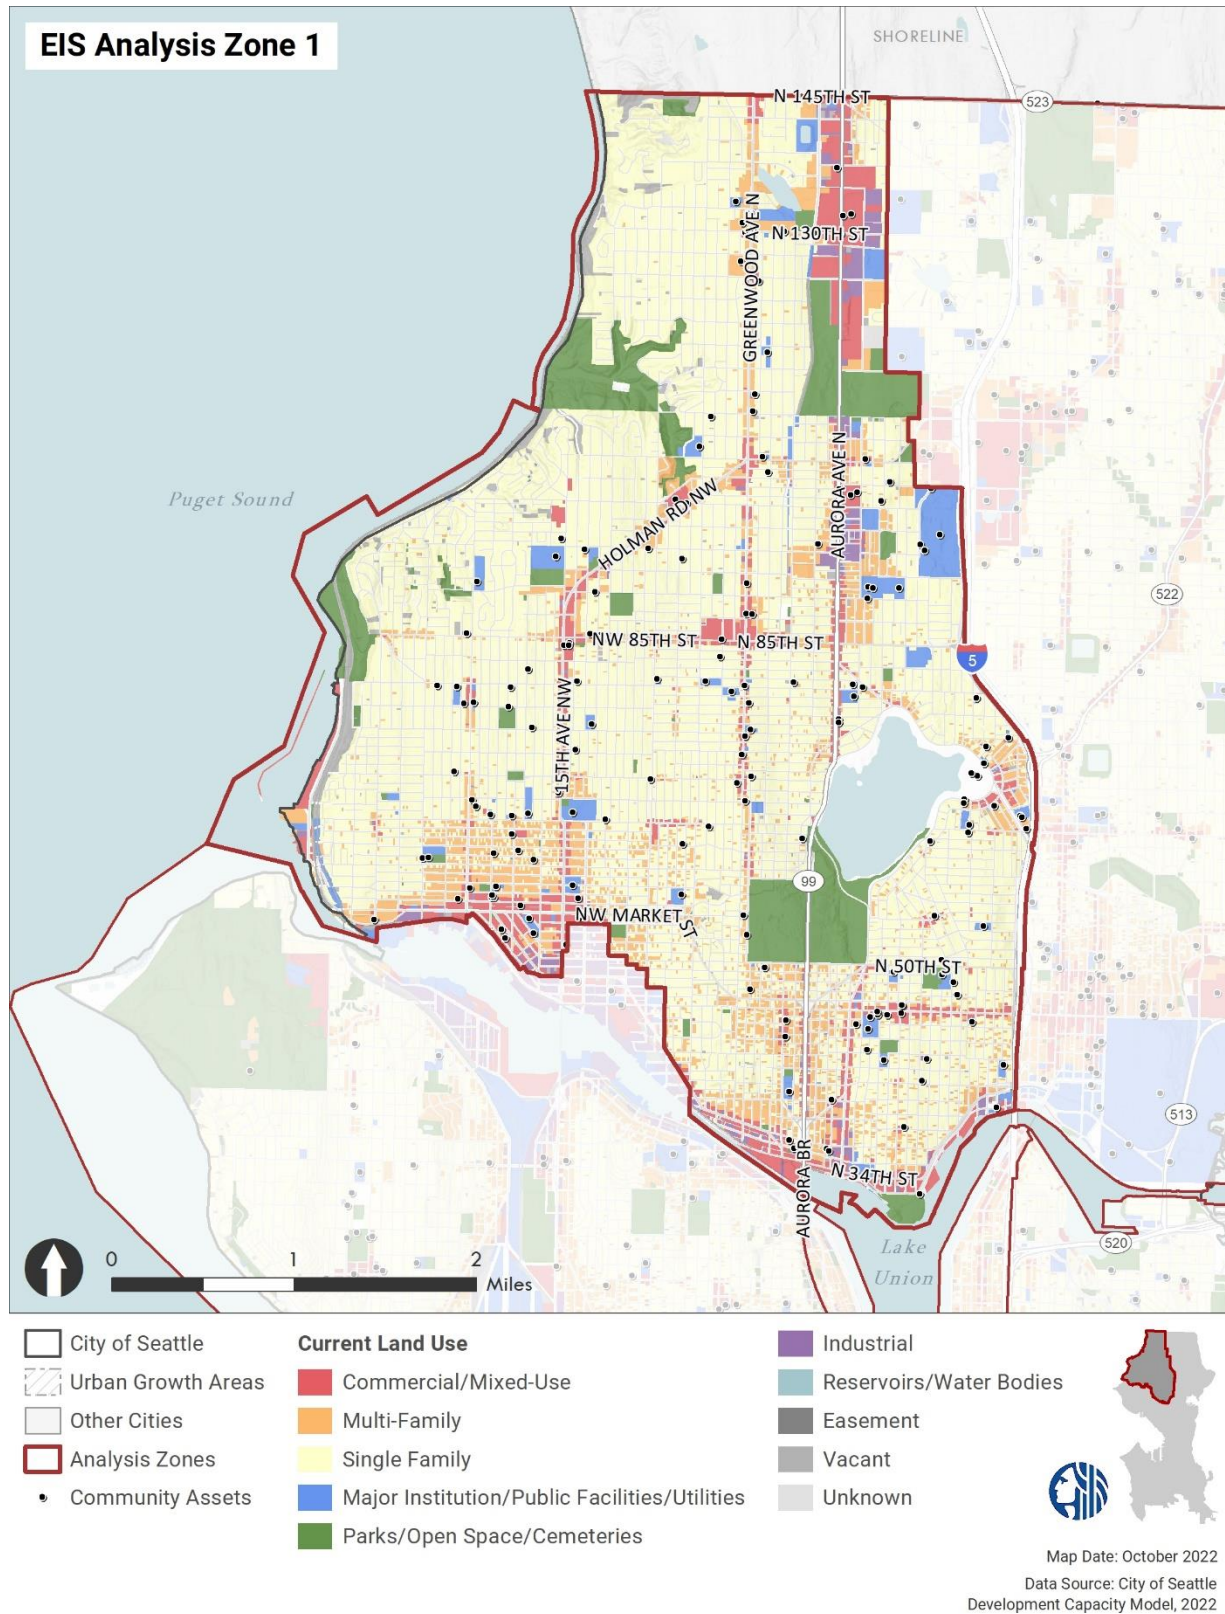 EIS Analysis Zone 1
SHORELINE
N 145TH ST
523
GREENWOOD AVE N
N 130TH ST
AURORA AVE N
Puget Sound
HOLMAN RD NW
522
NW 85TH ST
N 85TH ST
5
15TH AVE NW
99
NW MARKET ST
N 50TH ST
513
AURORA BR
N 34TH ST
520
Lake
Union
0 1 2
Miles
City of Seattle
Urban Growth Areas
Other Cities
Analysis Zones
Community Assets
Current Land Use
Commercial/Mixed-Use
Multi-Family
Single Family
Major Institution/Public Facilities/Utilities
Parks/Open Space/Cemeteries
Industrial
Reservoirs/Water Bodies
Easement
Vacant
Unknown
Map Date: October 2022
Data Source: City of Seattle
Development Capacity Model, 2022